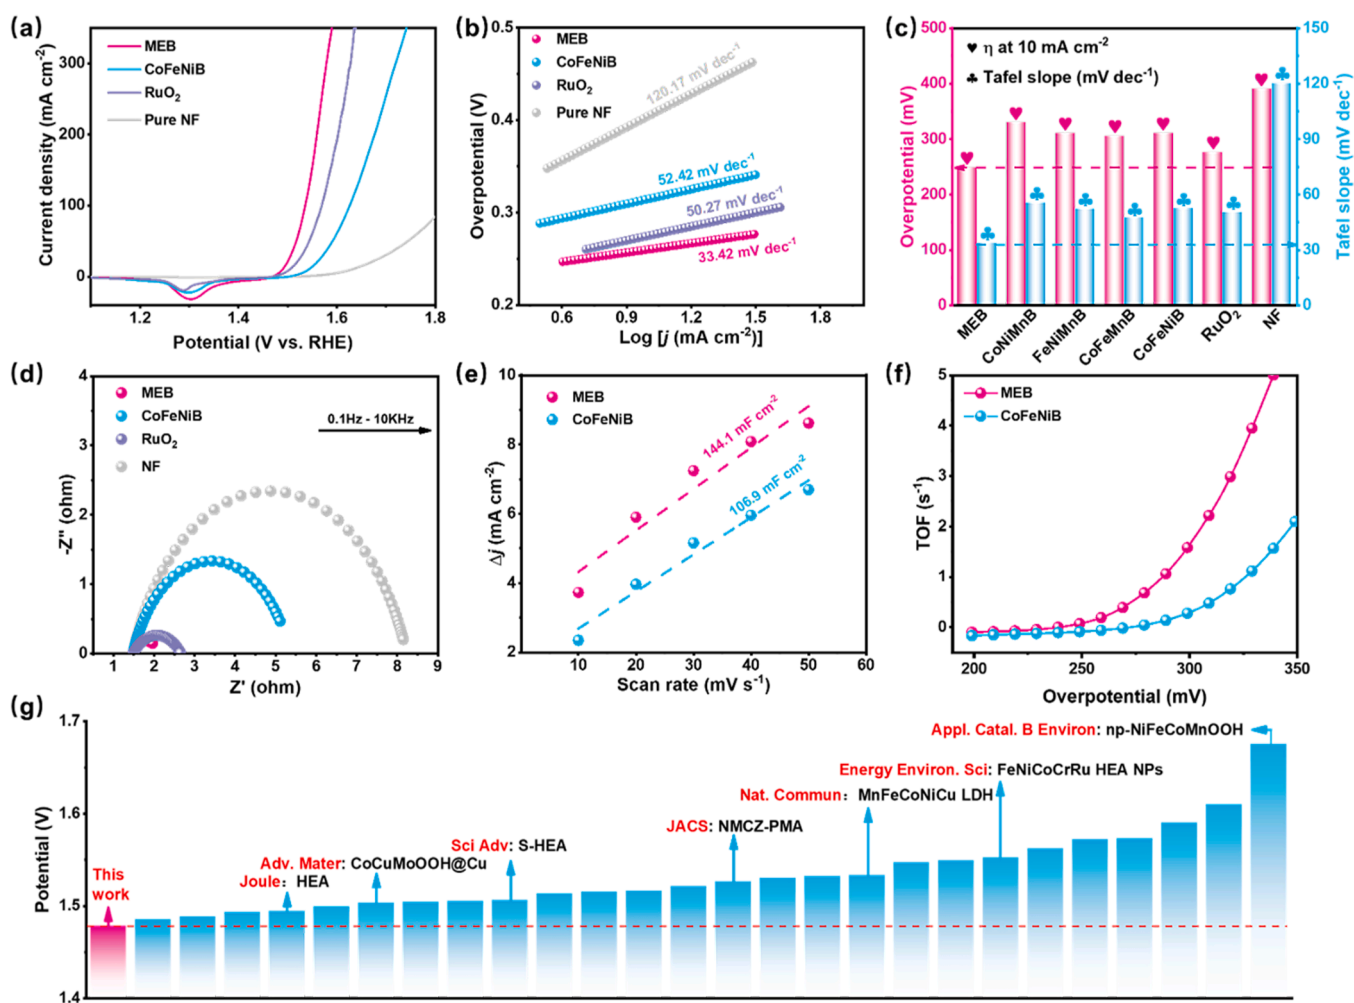 (a)
MEB
CoFeNiB
RuO2
Pure NF
300
200
100
0
Current density (mA cm-2)
1.2
1.4
1.6
1.8
Potential (V vs. RHE)
(b)
MEB
CoFeNiB
RuO2
Pure NF
120.17 mV dec-1
52.42 mV dec-1
50.27 mV dec-1
33.42 mV dec-1
0.5
0.4
0.3
0.2
Overpotential (V)
0.6
0.9
1.2
1.5
1.8
Log [j (mA cm-2)]
(c)
♥ η at 10 mA cm-2
♣ Tafel slope (mV dec-1)
500
400
300
200
100
0
Overpotential (mV)
150
120
90
60
30
0
Tafel slope (mV dec-1)
MEB
CoNiMnB
FeNiMnB
CoFeMnB
CoFeNiB
RuO2
NF
(d)
MEB
CoFeNiB
RuO2
NF
0.1Hz - 10KHz
4
3
2
1
0
-Z'' (ohm)
1
2
3
4
5
6
7
8
9
Z' (ohm)
(e)
MEB
CoFeNiB
144.1 mF cm-2
106.9 mF cm-2
10
8
6
4
2
Δj (mA cm-2)
10
20
30
40
50
60
Scan rate (mV s-1)
(f)
MEB
CoFeNiB
5
4
3
2
1
0
TOF (s-1)
200
250
300
350
Overpotential (mV)
(g)
1.7
1.6
1.5
1.4
Potential (V)
This
work
Joule: HEA
Adv. Mater: CoCuMoOOH@Cu
Sci Adv: S-HEA
JACS: NMCZ-PMA
Nat. Commun: MnFeCoNiCu LDH
Energy Environ. Sci: FeNiCoCrRu HEA NPs
Appl. Catal. B Environ: np-NiFeCoMnOOH